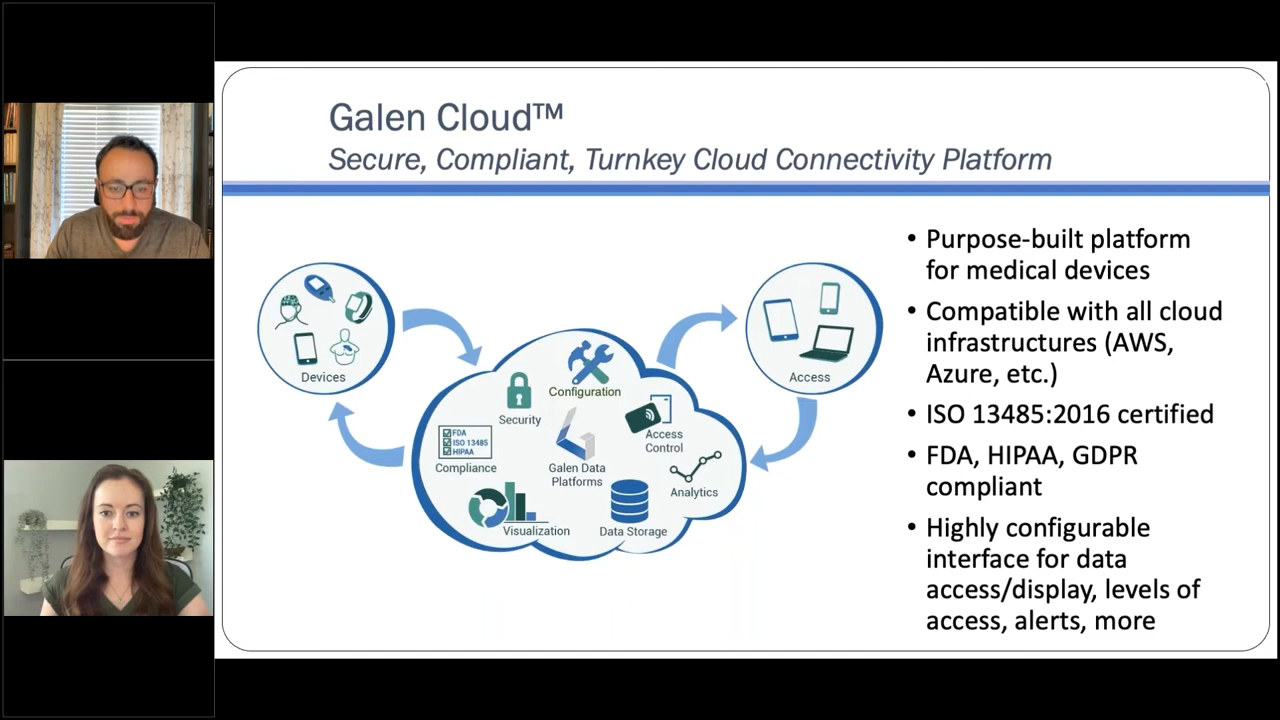 Galen Cloud™
Secure, Compliant, Turnkey Cloud Connectivity Platform
Devices
Configuration
Security
FDA
ISO 13485
HIPAA
Compliance
Galen Data
Platforms
Access
Control
Analytics
Visualization
Data Storage
Access
• Purpose-built platform
for medical devices
• Compatible with all cloud
infrastructures (AWS,
Azure, etc.)
• ISO 13485:2016 certified
• FDA, HIPAA, GDPR
compliant
• Highly configurable
interface for data
access/display, levels of
access, alerts, more